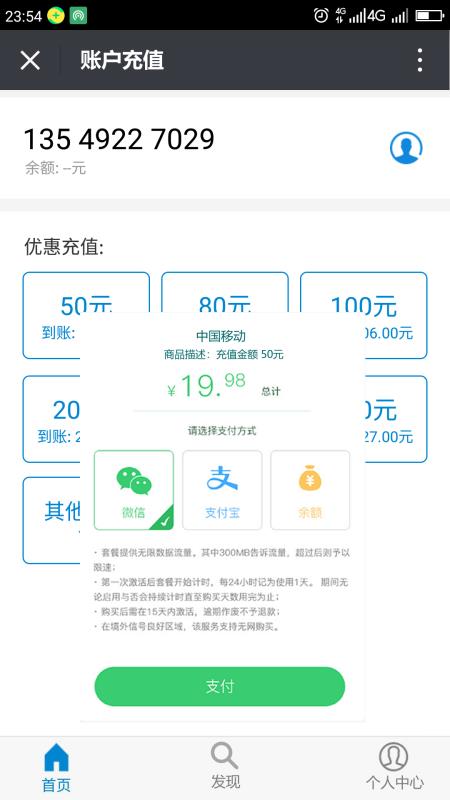 23:54
4G
4G
账户充值
135 4922 7029
余额: --元
优惠充值:
50元
80元
100元
到账:
06.00元
中国移动
商品描述：充值金额 50元
¥19.98
总计
20
0元
到账: 2
27.00元
请选择支付方式
其他
微信
支付宝
余额
· 套餐提供无限数据流量。其中300MB告诉流量，超过后则予以
限速；
· 第一次激活后套餐开始计时，每24小时记为使用1天。 期间无
论启用与否会持续计时直至购买天数用完为止；
· 购买后需在15天内激活，逾期作废不予退款；
· 在境外信号良好区域，该服务支持无网购买。
支付
首页
发现
个人中心